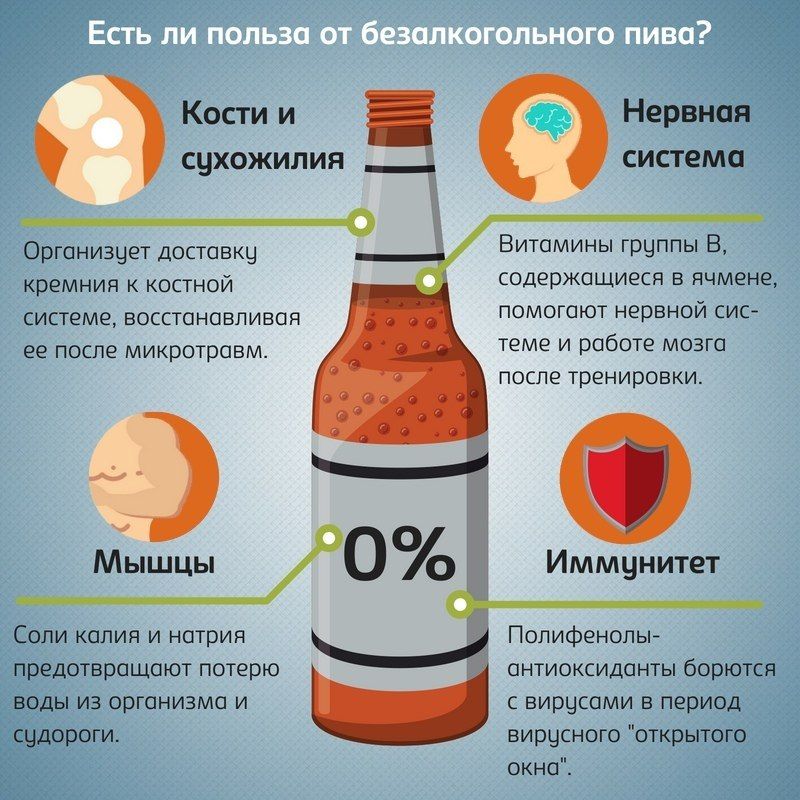 Есть ли польза от безалкогольного пива?
Кости и
сухожилия
Организует доставку
кремния к костной
системе, восстанавливая
ее после микротравм.
Нервная
система
Витамины группы В,
содержащиеся в ячмене,
помогают нервной сис-
теме и работе мозга
после тренировки.
Мышцы
Соли калия и натрия
предотвращают потерю
воды из организма и
судороги.
0%
Иммунитет
Полифенолы-
антиоксиданты борются
с вирусами в период
вирусного "открытого
окна".